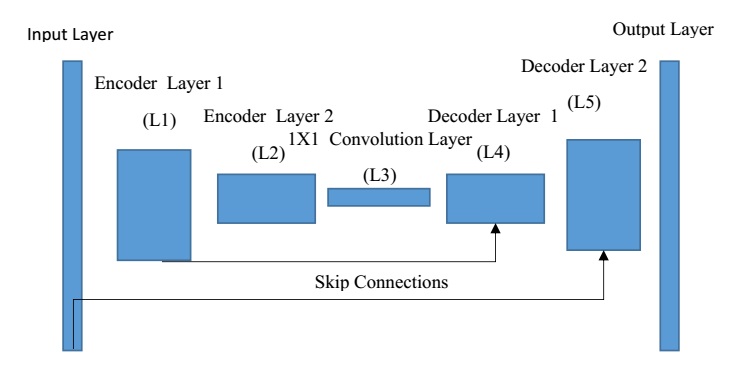 Input Layer
Output Layer
Encoder Layer 1
(L1)
Encoder Layer 2
(L2)
1X1 Convolution Layer
(L3)
Decoder Layer 1
(L4)
Decoder Layer 2
(L5)
Skip Connections